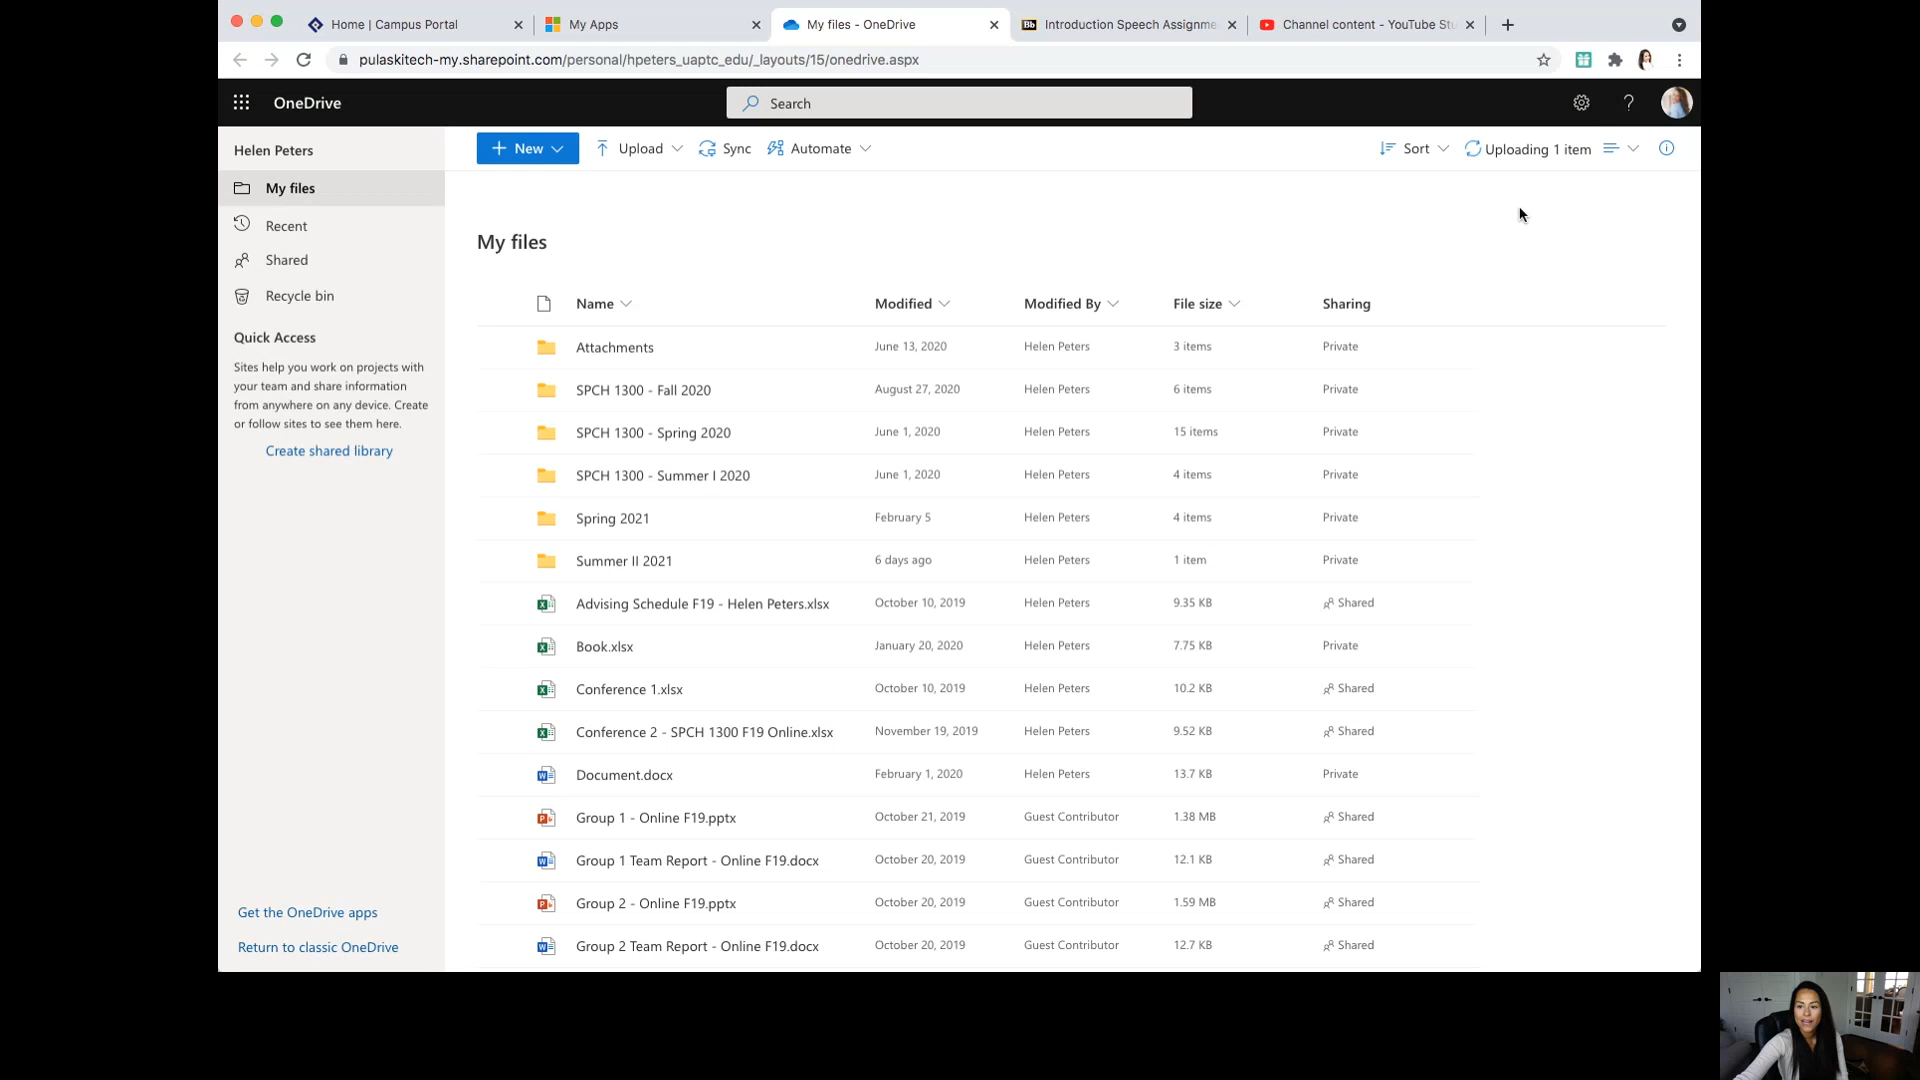 Home | Campus Portal
My Apps
My files - OneDrive
Bb Introduction Speech Assignme
Channel content - YouTube Stu
pulaskitech-my.sharepoint.com/personal/hpeters_uaptc_edu/_layouts/15/onedrive.aspx
OneDrive
Search
Helen Peters
New
Upload
Sync
Automate
Sort
Uploading 1 item
My files
Recent
Shared
Recycle bin
Quick Access
Sites help you work on projects with
your team and share information
from anywhere on any device. Create
or follow sites to see them here.
Create shared library
Get the OneDrive apps
Return to classic OneDrive
My files
Name Modified Modified By File size Sharing
Attachments June 13, 2020 Helen Peters 3 items Private
SPCH 1300 - Fall 2020 August 27, 2020 Helen Peters 6 items Private
SPCH 1300 - Spring 2020 June 1, 2020 Helen Peters 15 items Private
SPCH 1300 - Summer I 2020 June 1, 2020 Helen Peters 4 items Private
Spring 2021 February 5 Helen Peters 4 items Private
Summer II 2021 6 days ago Helen Peters 1 item Private
Advising Schedule F19 - Helen Peters.xlsx October 10, 2019 Helen Peters 9.35 KB Shared
Book.xlsx January 20, 2020 Helen Peters 7.75 KB Private
Conference 1.xlsx October 10, 2019 Helen Peters 10.2 KB Shared
Conference 2 - SPCH 1300 F19 Online.xlsx November 19, 2019 Helen Peters 9.52 KB Shared
Document.docx February 1, 2020 Helen Peters 13.7 KB Private
Group 1 - Online F19.pptx October 21, 2019 Guest Contributor 1.38 MB Shared
Group 1 Team Report - Online F19.docx October 20, 2019 Guest Contributor 12.1 KB Shared
Group 2 - Online F19.pptx October 20, 2019 Guest Contributor 1.59 MB Shared
Group 2 Team Report - Online F19.docx October 20, 2019 Guest Contributor 12.7 KB Shared